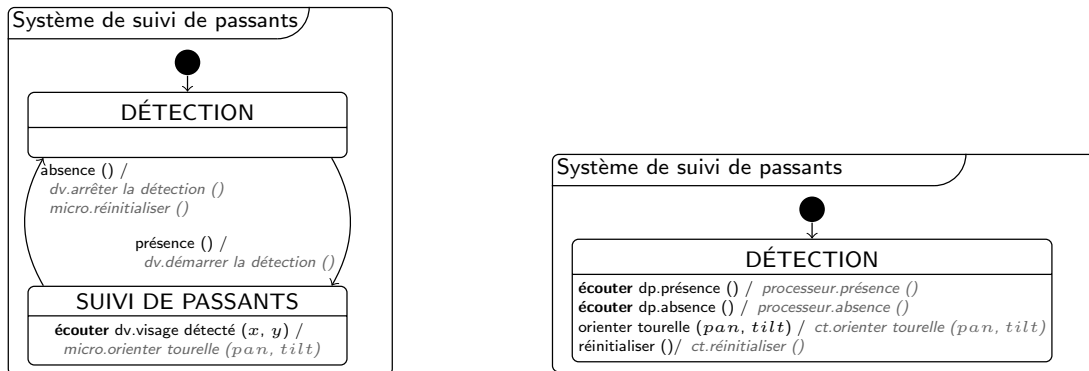 Système de suivi de passants
DÉTECTION
absence () /
dv.arrêter la détection ()
micro.réinitialiser ()
présence () /
dv.démarrer la détection ()
SUIVI DE PASSANTS
écouter dv.visage détecté (x, y) /
micro.orienter tourelle (pan, tilt)
Système de suivi de passants
DÉTECTION
écouter dp.présence () / processeur.présence ()
écouter dp.absence () / processeur.absence ()
orienter tourelle (pan, tilt) / ct.orienter tourelle (pan, tilt)
réinitialiser ()/ ct.réinitialiser ()